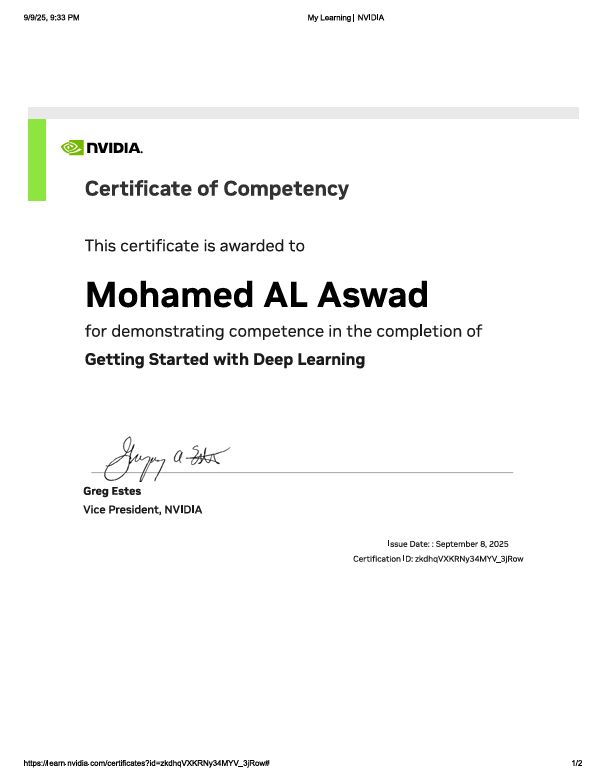 9/9/25, 9:33 PM My Learning | NVIDIA
NVIDIA.
Certificate of Competency
This certificate is awarded to
Mohamed AL Aswad
for demonstrating competence in the completion of
Getting Started with Deep Learning
Greg A Estes
Greg Estes
Vice President, NVIDIA
Issue Date: : September 8, 2025
Certification ID: zkdhqVXKRNy34MYV_3jRow
https://learn.nvidia.com/certificates?id=zkdhqVXKRNy34MYV_3jRow# 1/2